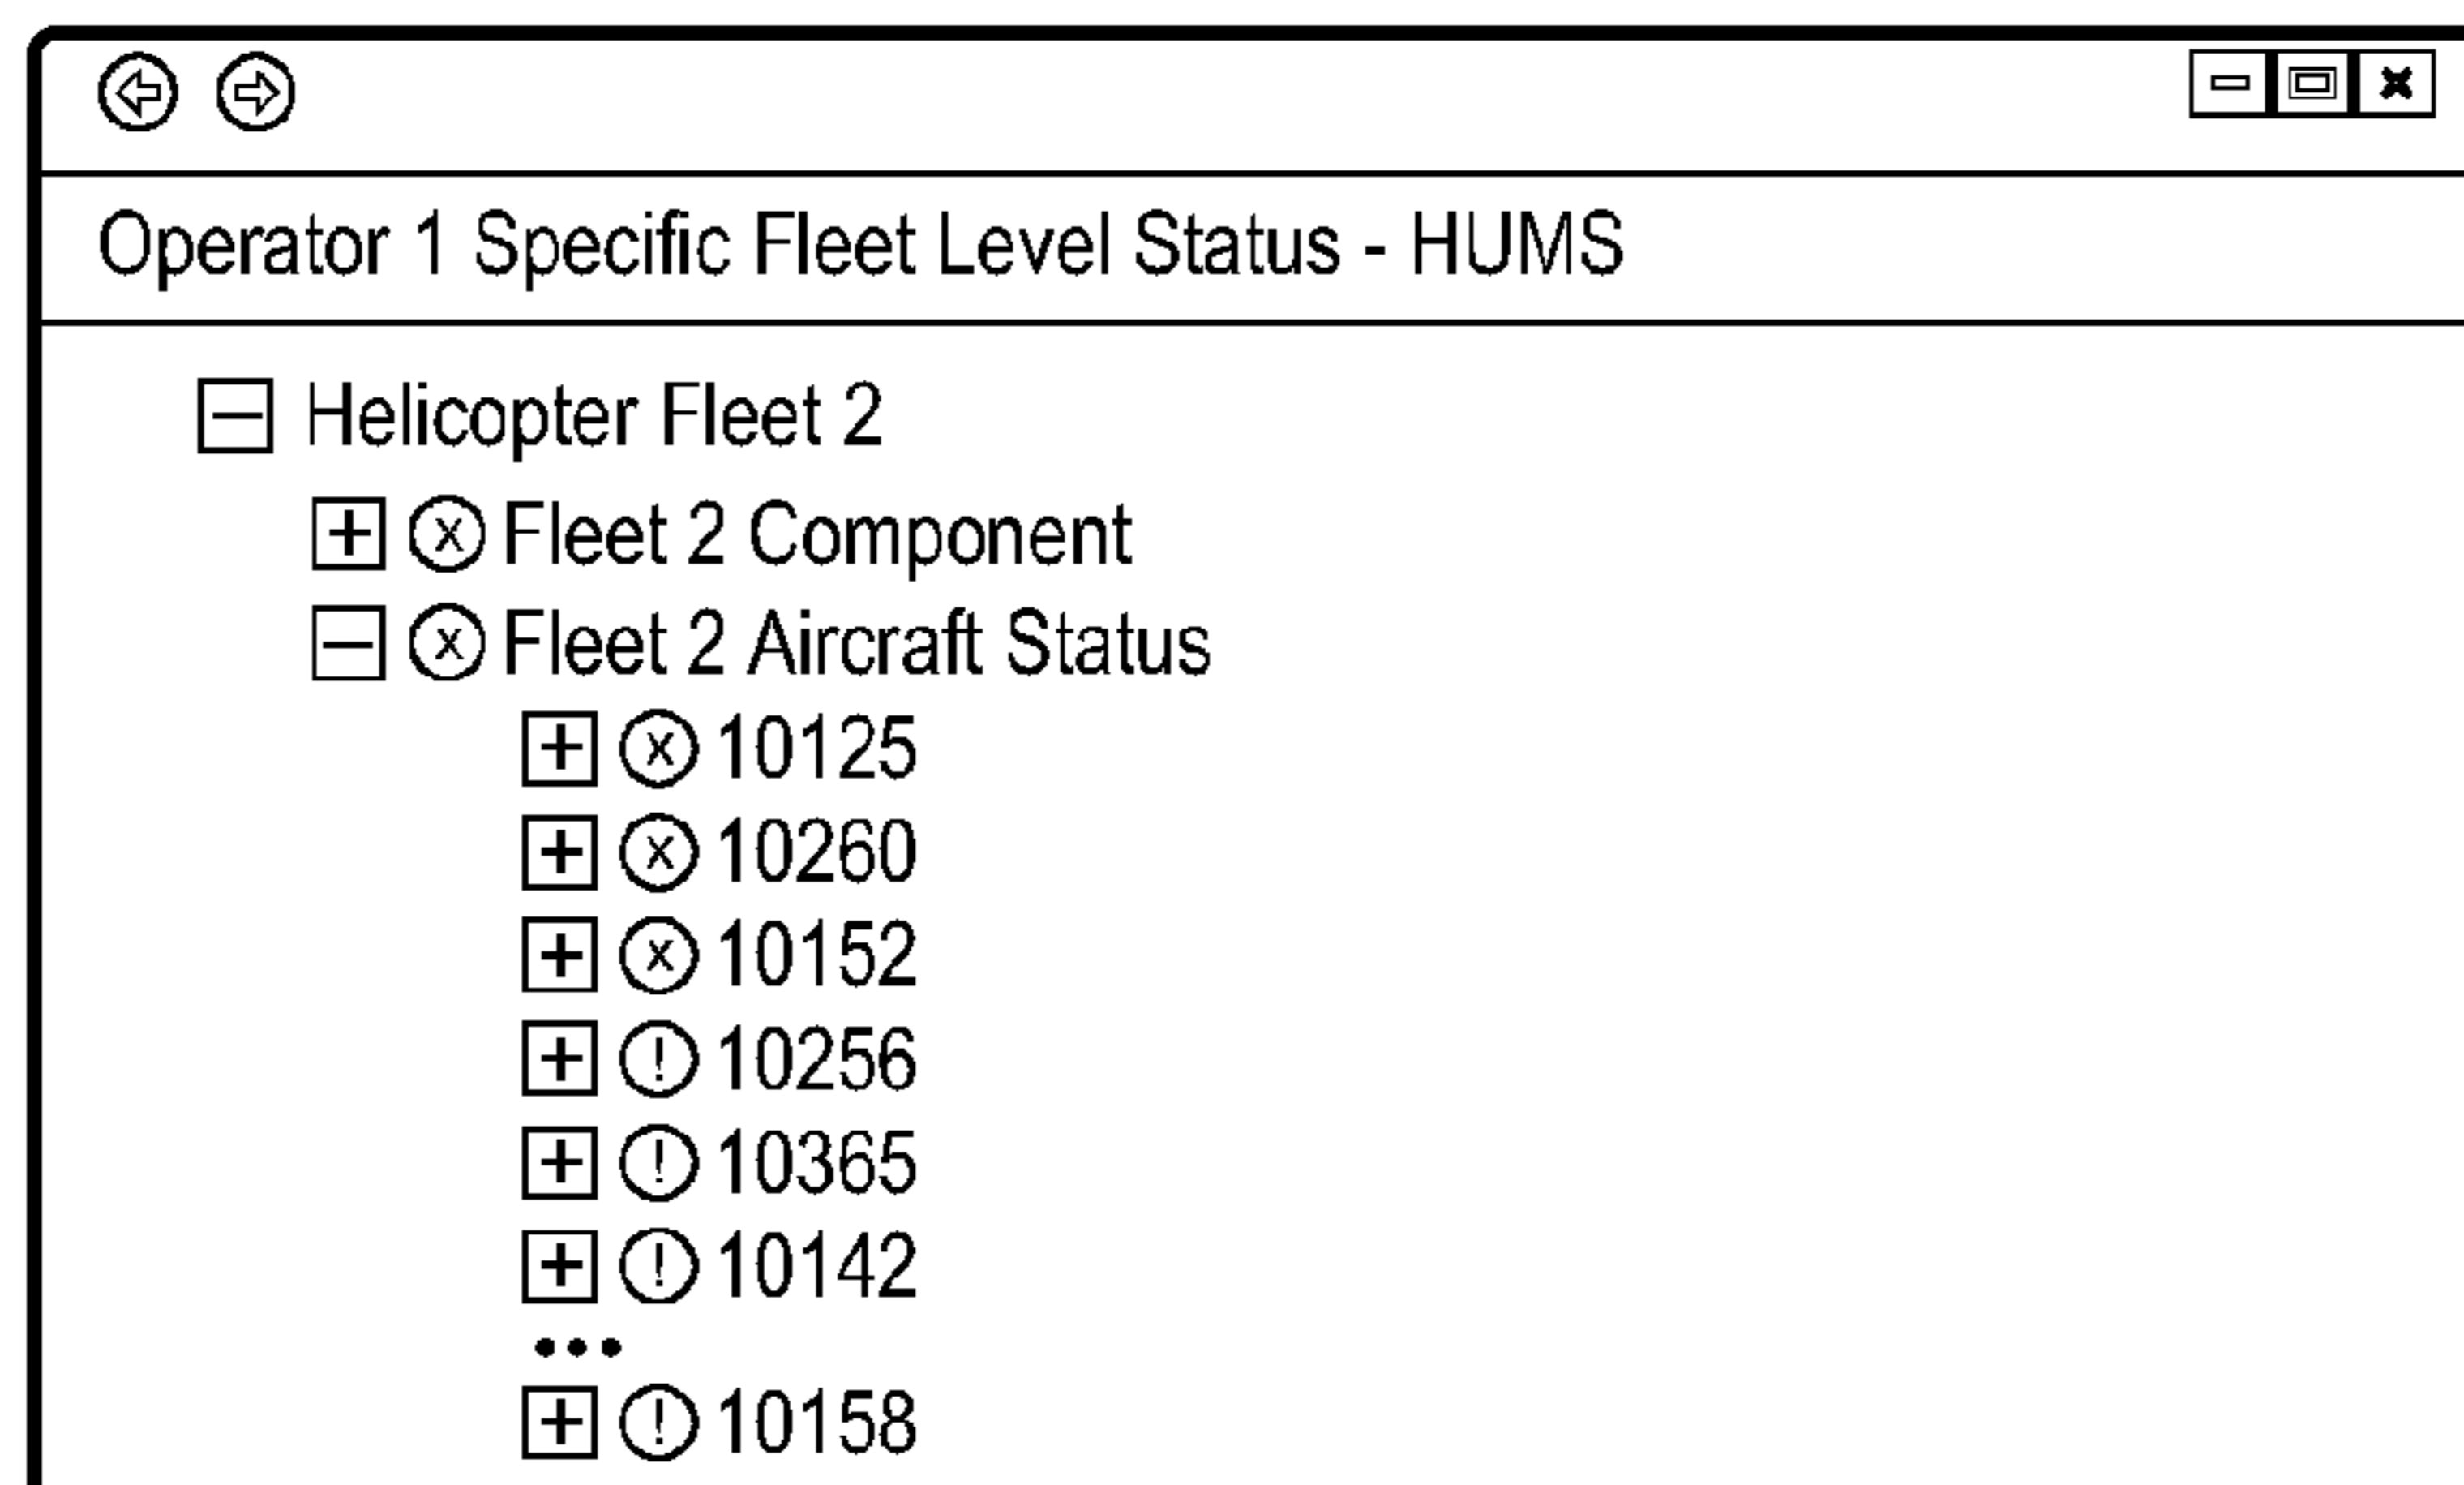 Operator 1 Specific Fleet Level Status - HUMS
Helicopter Fleet 2
Fleet 2 Component
Fleet 2 Aircraft Status
10125
10260
10152
10256
10365
10142
•••
10158